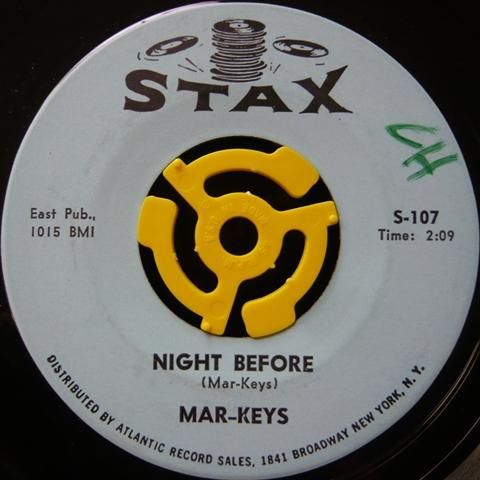 STAX
East Pub.,
1015 BMI
S-107
Time: 2:09
NIGHT BEFORE
(Mar-Keys)
MAR-KEYS
DISTRIBUTED BY ATLANTIC RECORD SALES, 1841 BROADWAY NEW YORK, N. Y.